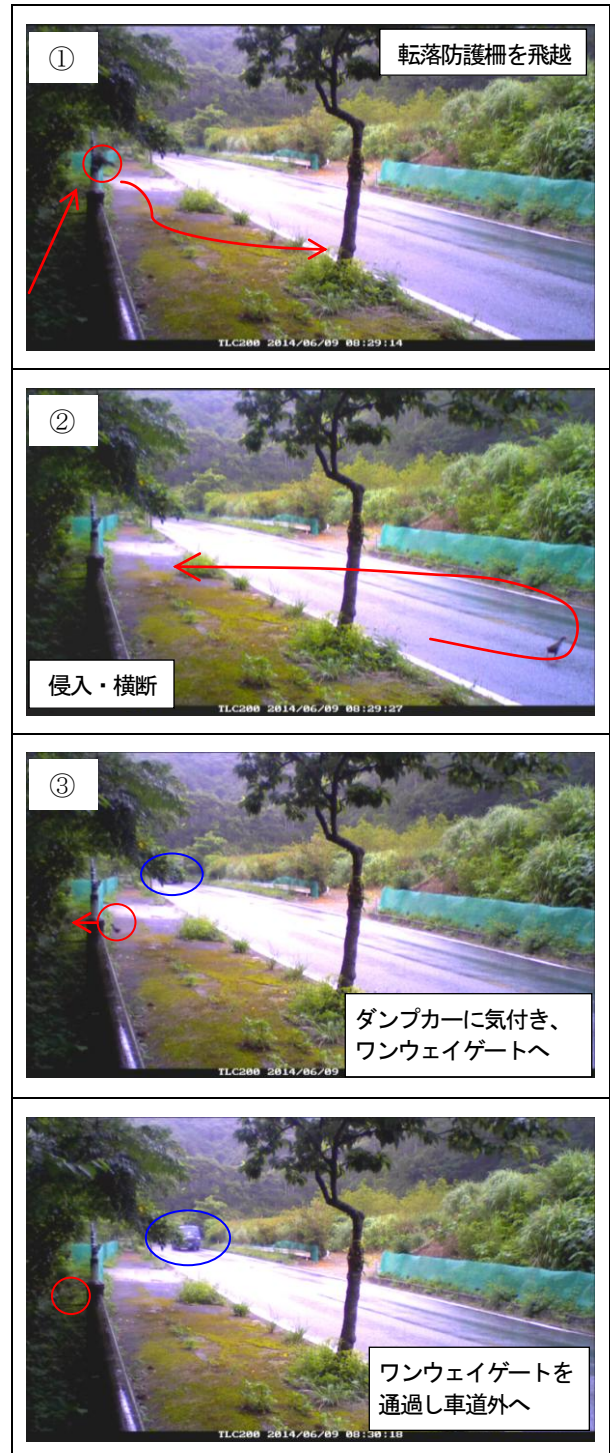 ①
転落防護柵を飛越
TLC200 2014/06/09 08:29:14
②
侵入・横断
TLC200 2014/06/09 08:29:27
③
ダンプカーに気付き、
ワンウェイゲートへ
TLC200 2014/06/09
ワンウェイゲートを
通過し車道外へ
TLC200 2014/06/09 08:30:18